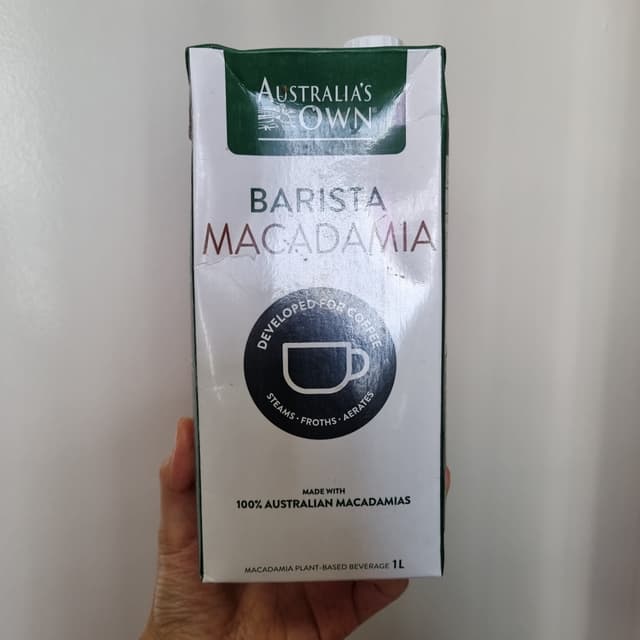 AUSTRALIA'S
OWN
BARISTA
MACADAMIA
DEVELOPED FOR COFFEE
STEAMS · FROTHS · AERATES
MADE WITH
100% AUSTRALIAN MACADAMIAS
MACADAMIA PLANT-BASED BEVERAGE 1L